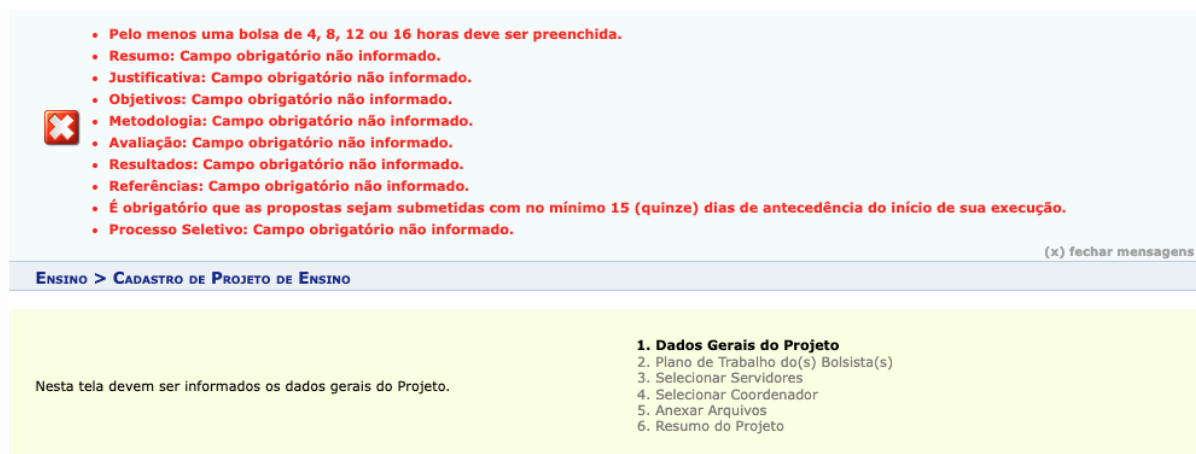 • Pelo menos uma bolsa de 4, 8, 12 ou 16 horas deve ser preenchida.
• Resumo: Campo obrigatório não informado.
• Justificativa: Campo obrigatório não informado.
• Objetivos: Campo obrigatório não informado.
• Metodologia: Campo obrigatório não informado.
• Avaliação: Campo obrigatório não informado.
• Resultados: Campo obrigatório não informado.
• Referências: Campo obrigatório não informado.
• É obrigatório que as propostas sejam submetidas com no mínimo 15 (quinze) dias de antecedência do início de sua execução.
• Processo Seletivo: Campo obrigatório não informado.
(x) fechar mensagens
Ensino > Cadastro de Projeto de Ensino
Nesta tela devem ser informados os dados gerais do Projeto.
1. Dados Gerais do Projeto
2. Plano de Trabalho do(s) Bolsista(s)
3. Selecionar Servidores
4. Selecionar Coordenador
5. Anexar Arquivos
6. Resumo do Projeto